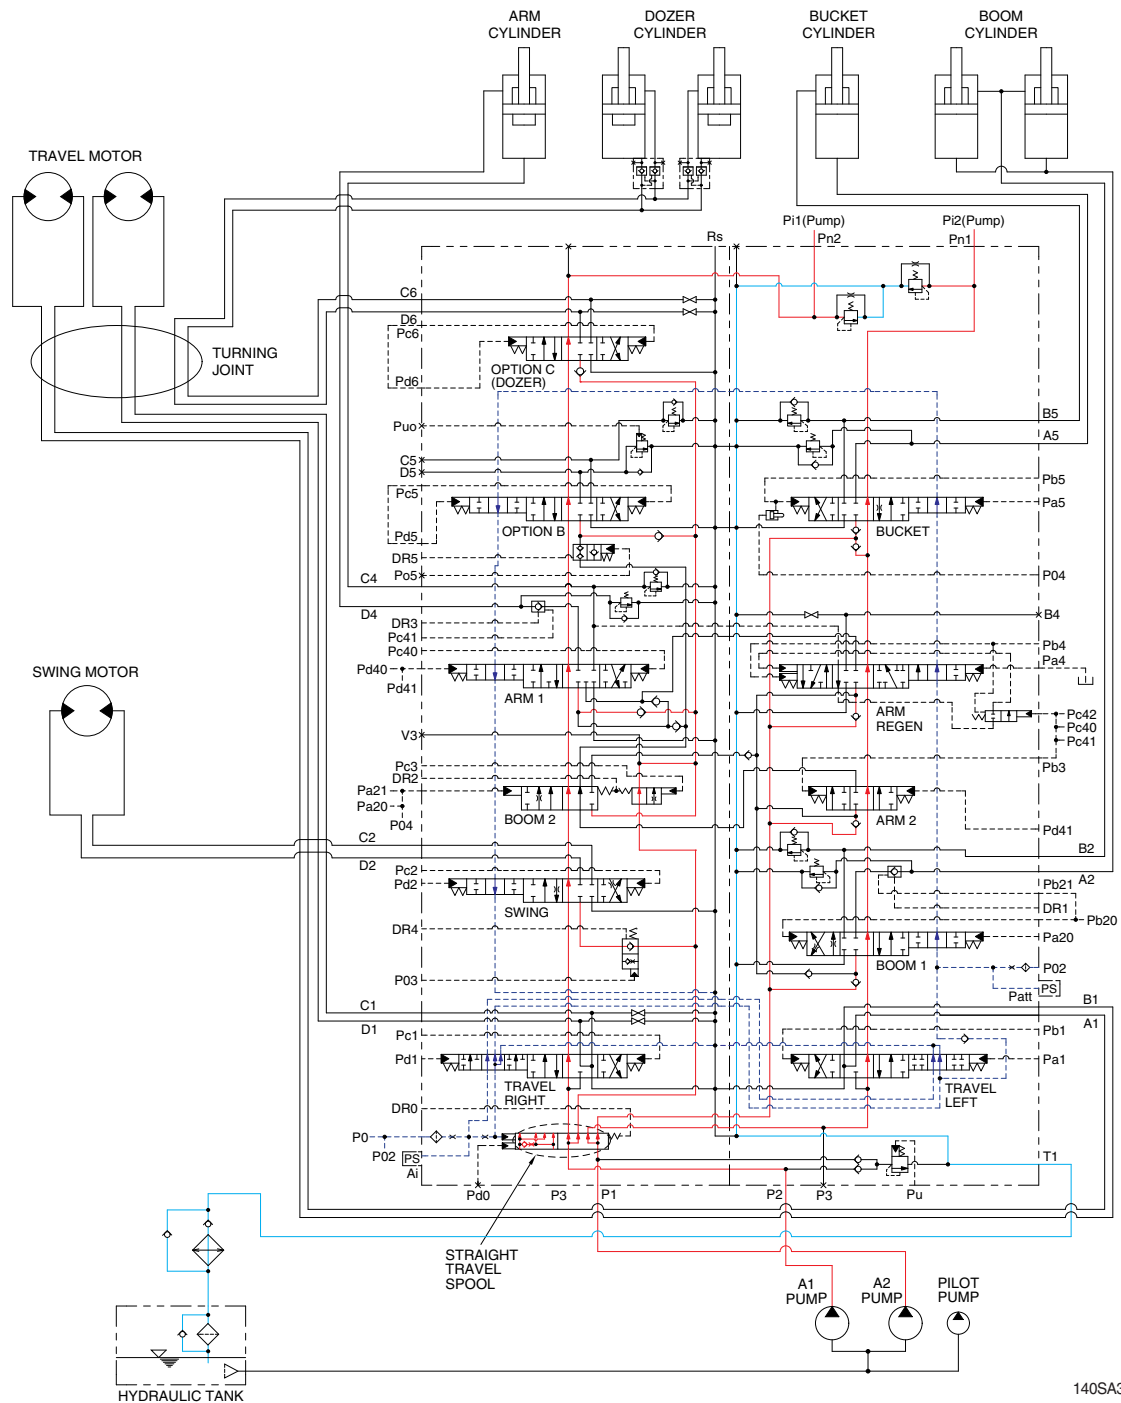 ARM
CYLINDER
DOZER
CYLINDER
BUCKET
CYLINDER
BOOM
CYLINDER
TRAVEL MOTOR
TURNING
JOINT
Pi1(Pump)
Pi2(Pump)
Rs
Pn2
Pn1
C6
D6
Pc6
OPTION C
(DOZER)
Pd6
Puo
B5
A5
C5
D5
Pc5
Pb5
Pa5
Pd5
OPTION B
BUCKET
DR5
Po5
P04
C4
D4
B4
DR3
Pc41
Pc40
Pb4
Pa4
Pd40
Pd41
ARM 1
ARM
REGEN
SWING MOTOR
V3
Pc42
Pc40
Pc41
Pc3
DR2
Pb3
Pa21
Pa20
P04
BOOM 2
ARM 2
Pd41
C2
D2
B2
A2
Pc2
Pd2
Pb21
DR1
Pb20
SWING
DR4
Pa20
BOOM 1
P03
P02
PS
Patt
C1
D1
B1
A1
Pc1
Pb1
Pd1
Pa1
TRAVEL
RIGHT
TRAVEL
LEFT
DR0
P0
P02
PS
Ai
T1
Pd0
P3
P1
P2
P3
Pu
STRAIGHT
TRAVEL
SPOOL
A1
PUMP
A2
PUMP
PILOT
PUMP
HYDRAULIC TANK
140SA3